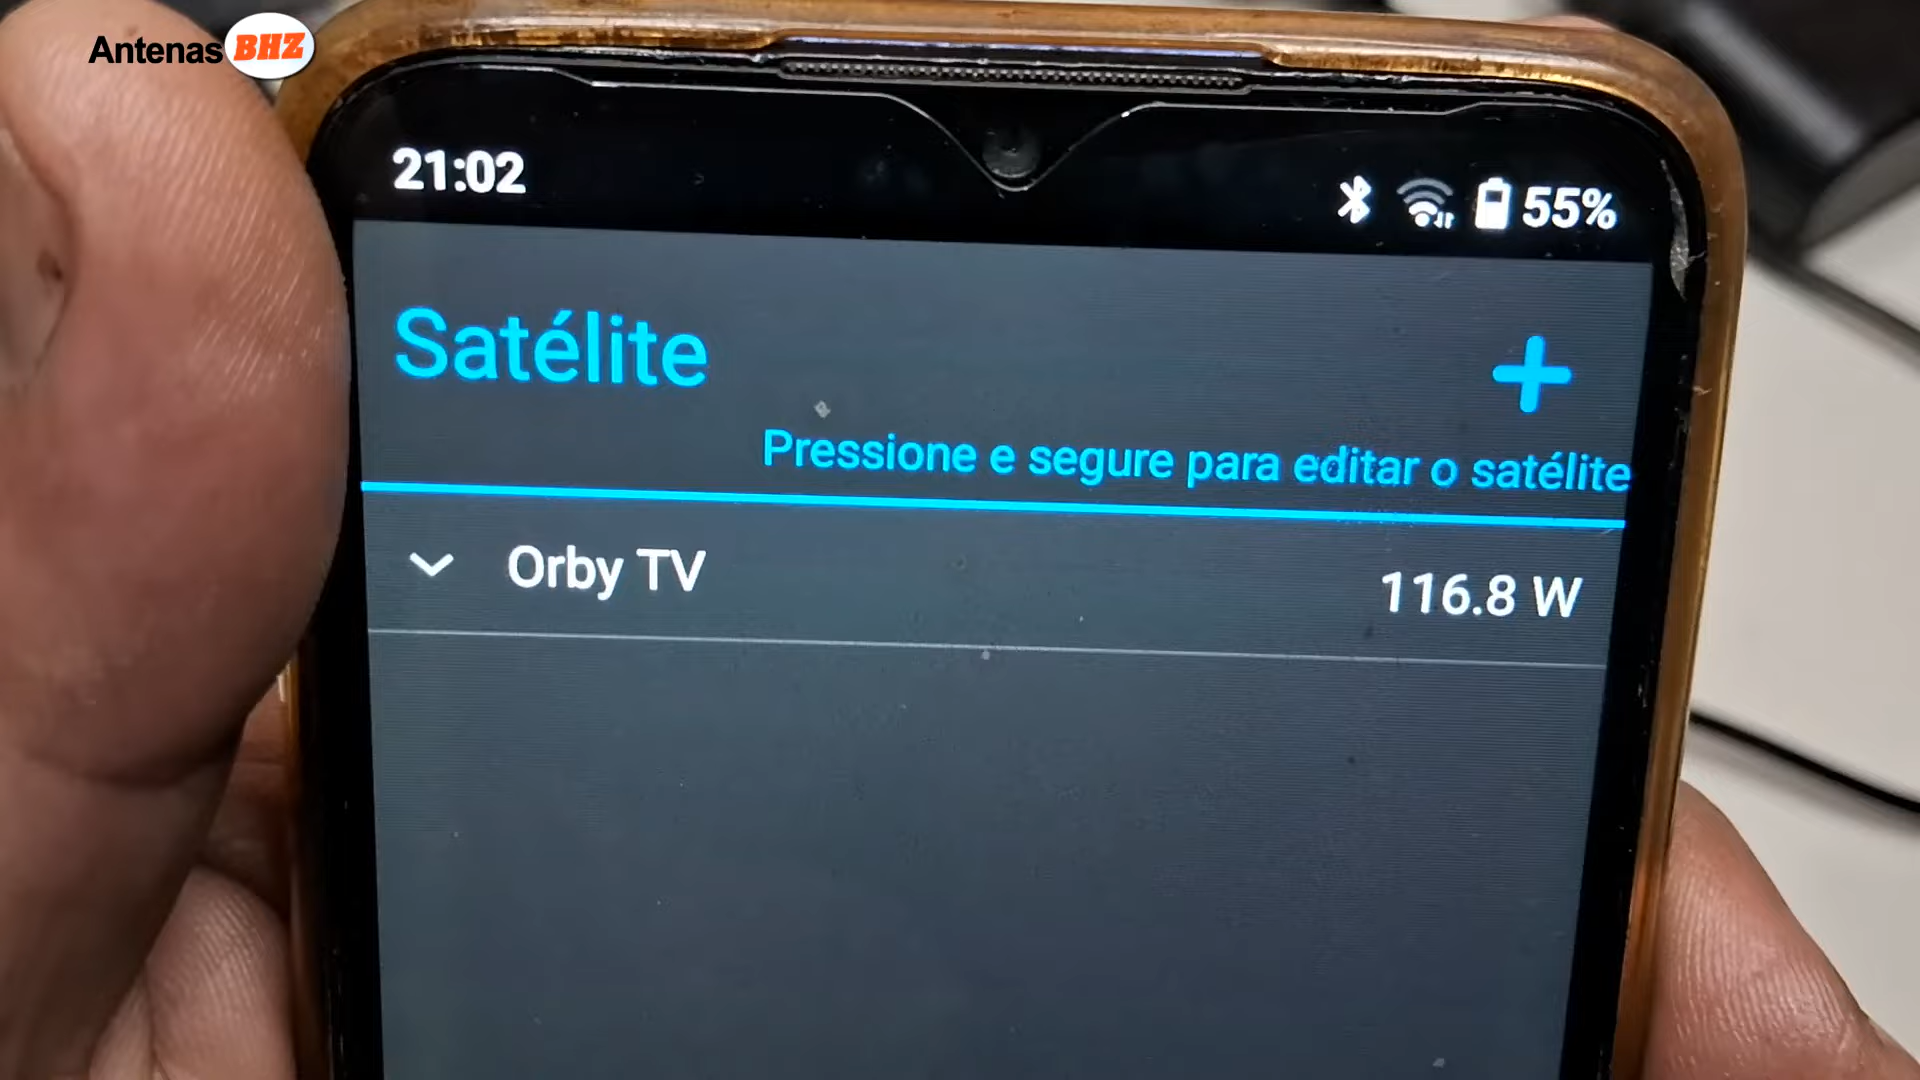 Antenas BHZ
21:02
55%
Satélite
+
Pressione e segure para editar o satélite
Orby TV
116.8 W